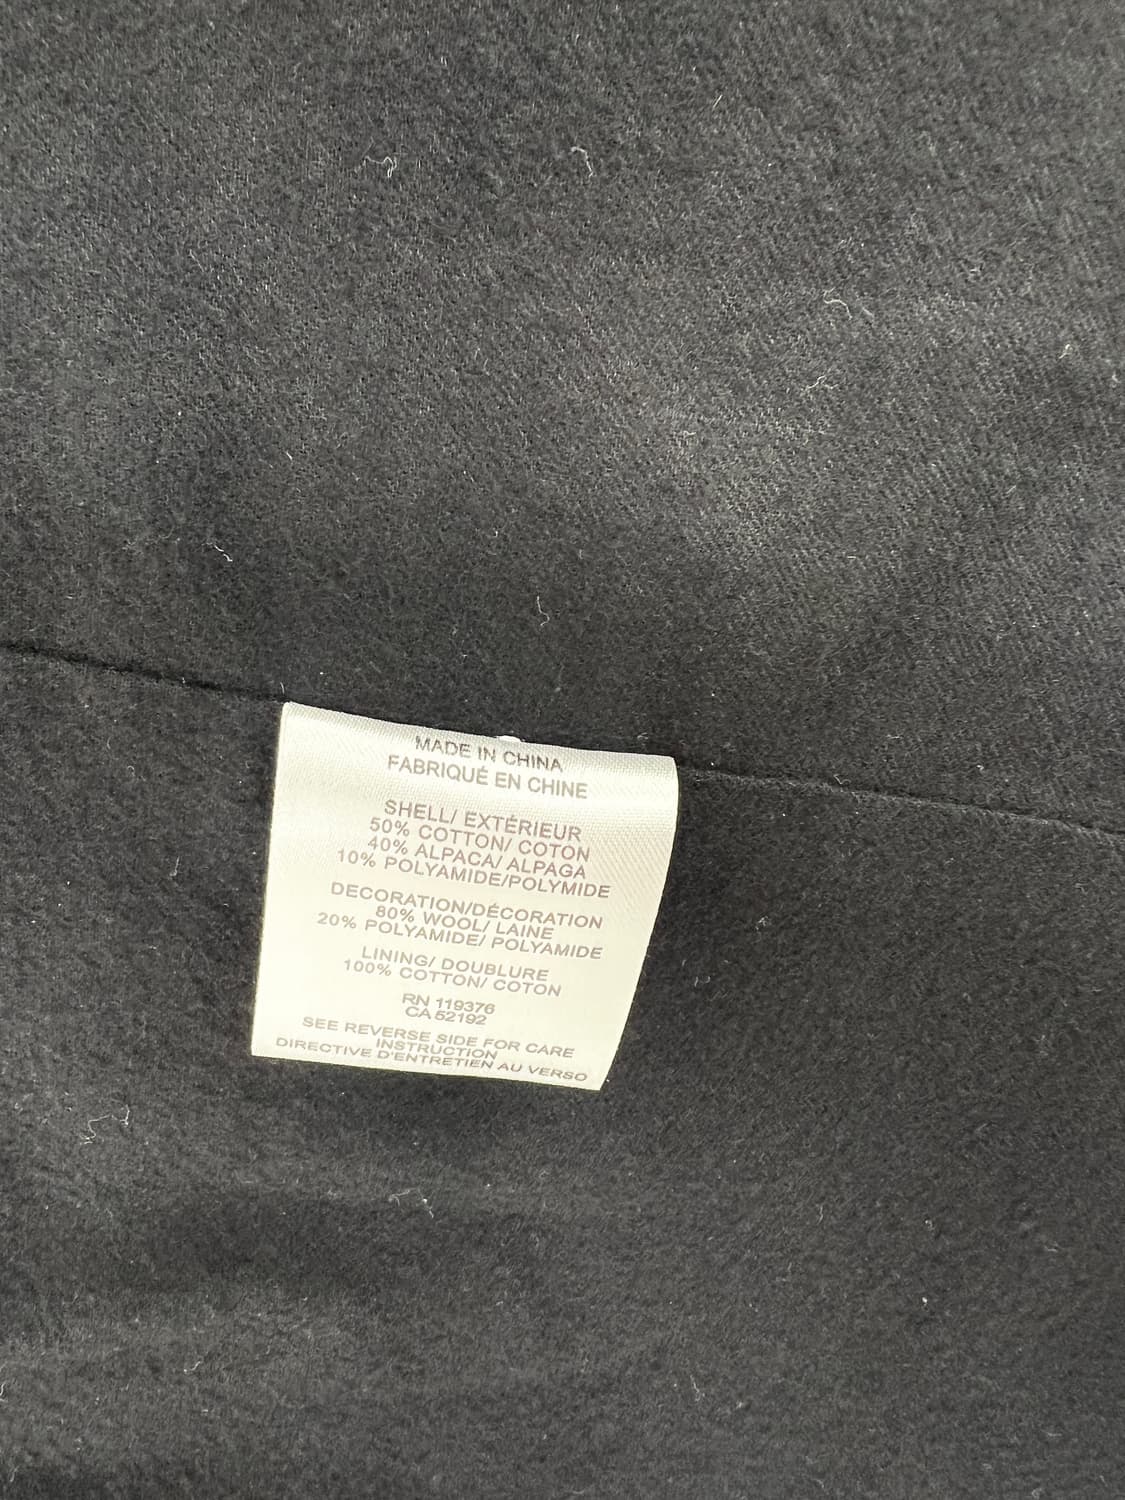 MADE IN CHINA
FABRIQUÉ EN CHINE
SHELL/ EXTÉRIEUR
50% COTTON/ COTON
40% ALPACA/ ALPAGA
10% POLYAMIDE/POLYMIDE
DECORATION/DÉCORATION
80% WOOL/ LAINE
20% POLYAMIDE/ POLYAMIDE
LINING/ DOUBLURE
100% COTTON/ COTON
RN 119376
CA 52192
SEE REVERSE SIDE FOR CARE
INSTRUCTION
DIRECTIVE D'ENTRETIEN AU VERSO